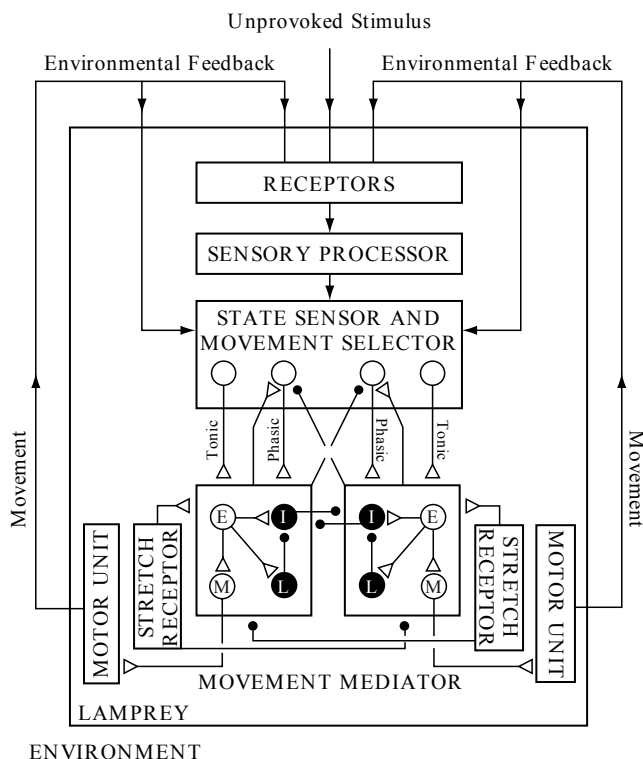 Unprovoked Stimulus
Environmental Feedback
Environmental Feedback
RECEPTORS
SENSORY PROCESSOR
STATE SENSOR AND
MOVEMENT SELECTOR
Tonic
Phasic
Phasic
Tonic
Movement
Movement
E
I
I
E
M
L
L
M
MOTOR UNIT
STRETCH
RECEPTOR
STRETCH
RECEPTOR
MOTOR UNIT
MOVEMENT MEDIATOR
LAMPREY
ENVIRONMENT